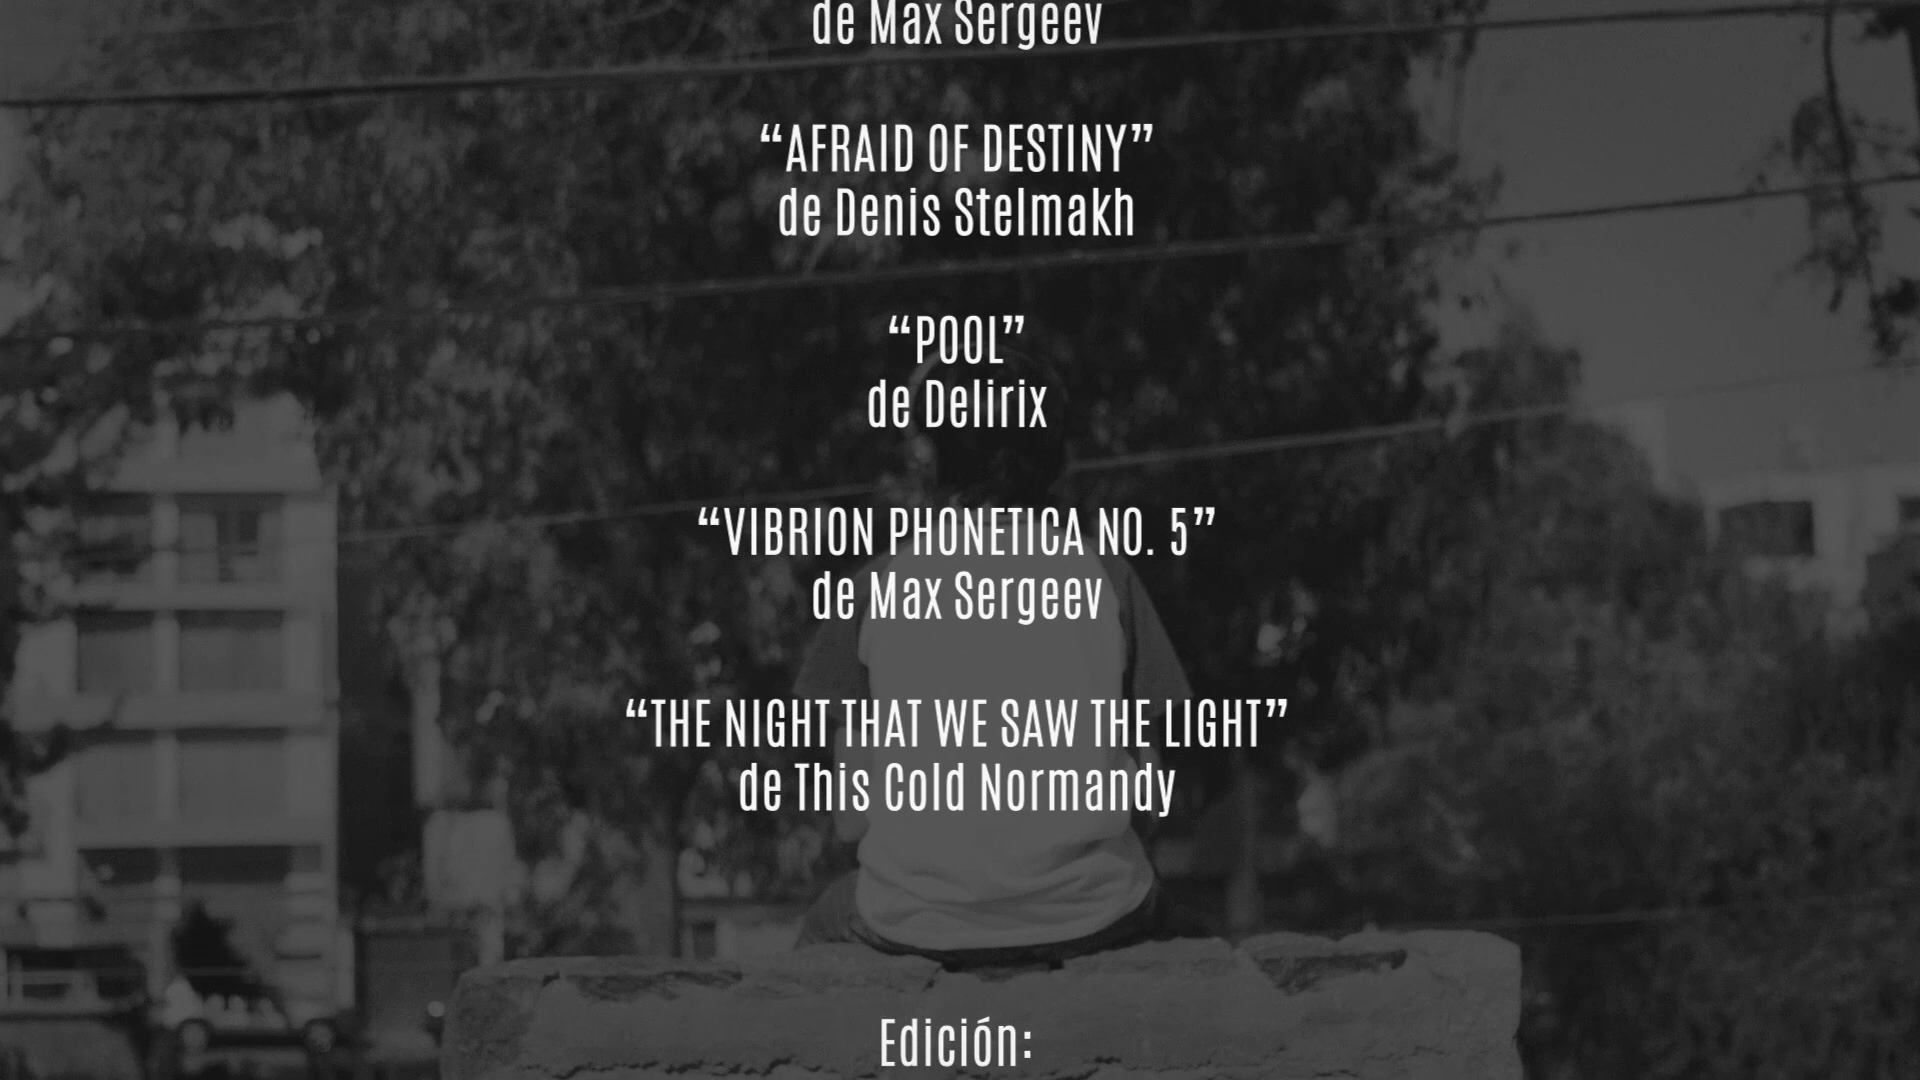 de Max Sergeev
“AFRAID OF DESTINY”
de Denis Stelmakh
“POOL”
de Delirix
“VIBRION PHONETICA NO. 5”
de Max Sergeev
“THE NIGHT THAT WE SAW THE LIGHT”
de This Cold Normandy
Edición: